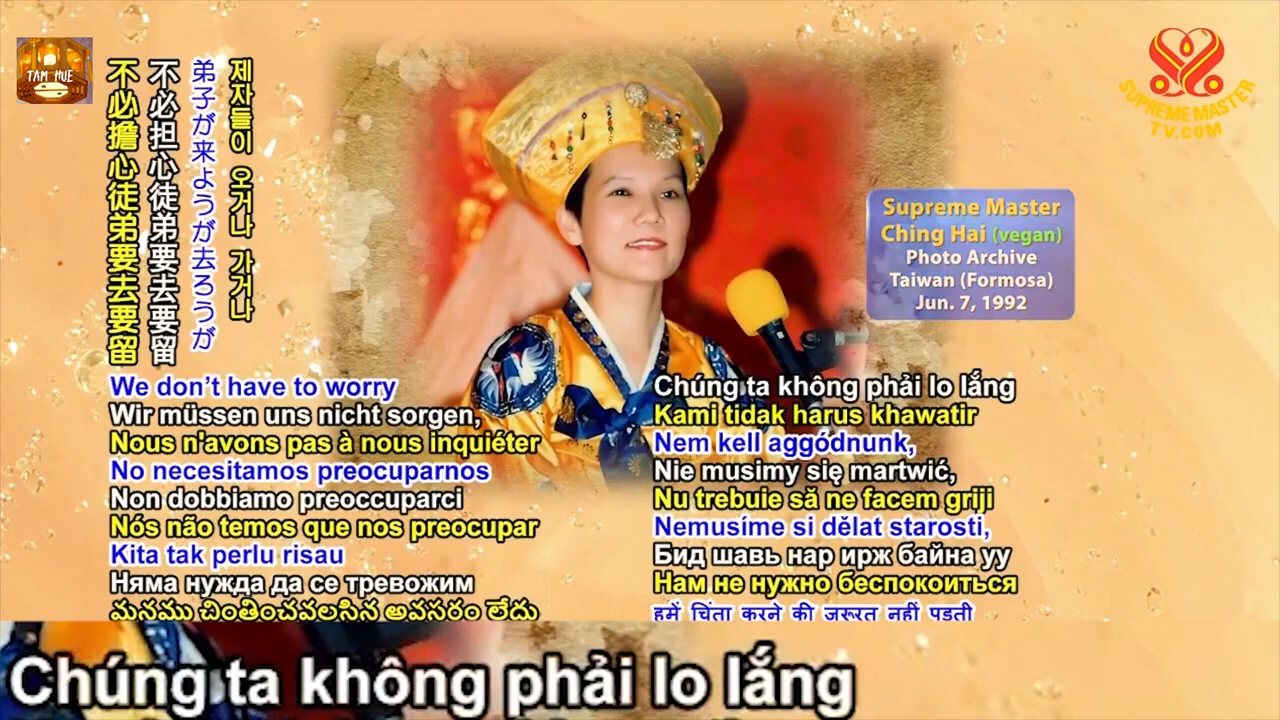 TAM HUE
不必擔心徒弟要去要留
不必担心徒弟要去要留
弟子が来ようが去ろうが
제자들이 오거나 가거나
SUPREME MASTER
TV.COM
Supreme Master
Ching Hai (vegan)
Photo Archive
Taiwan (Formosa)
Jun. 7, 1992
We don’t have to worry
Wir müssen uns nicht sorgen,
Nous n'avons pas à nous inquiéter
No necesitamos preocuparnos
Non dobbiamo preoccuparci
Nós não temos que nos preocupar
Kita tak perlu risau
Няма нужда да се тревожим
మనము చింతించవలసిన అవసరం లేదు
Chúng ta không phải lo lắng
Kami tidak harus khawatir
Nem kell aggódnunk,
Nie musimy się martwić,
Nu trebuie să ne facem griji
Nemusíme si dělat starosti,
Бид шавь нар ирж байна уу
Нам не нужно беспокоиться
हमें चिंता करने की जरूरत नहीं पड़ती
Chúng ta không phải lo lắng